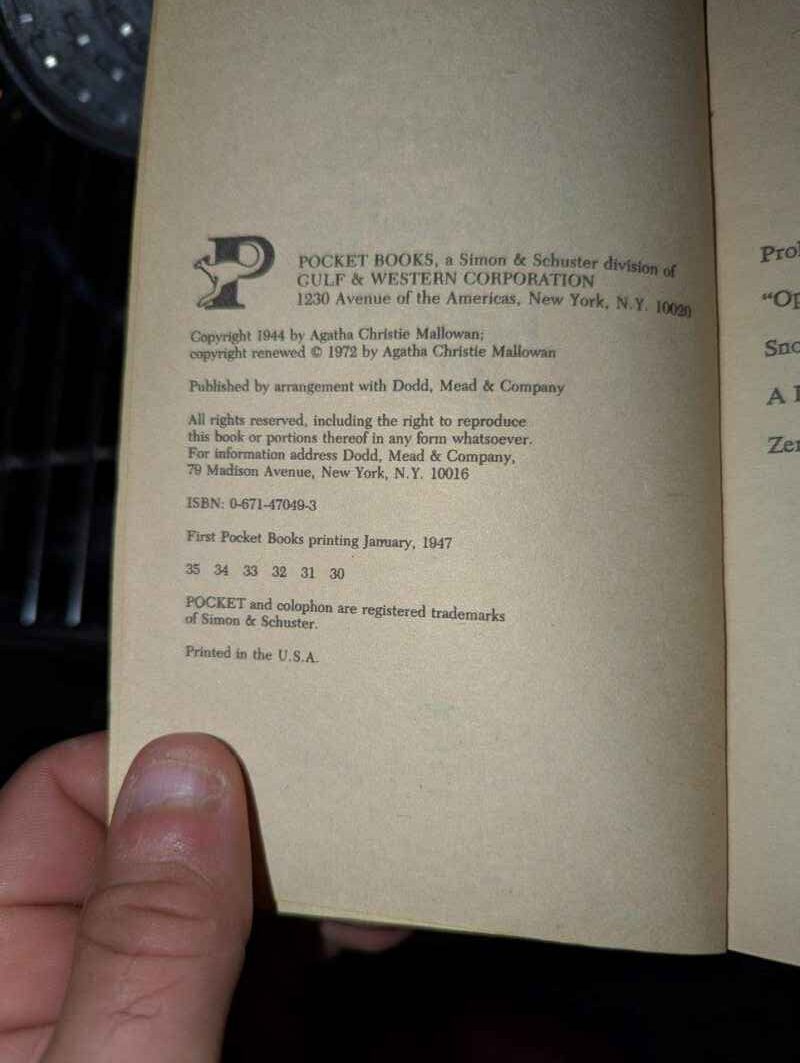 POCKET BOOKS, a Simon & Schuster division of
GULF & WESTERN CORPORATION
1230 Avenue of the Americas, New York, N.Y. 10020
Copyright 1944 by Agatha Christie Mallowan;
copyright renewed © 1972 by Agatha Christie Mallowan
Published by arrangement with Dodd, Mead & Company
All rights reserved, including the right to reproduce
this book or portions thereof in any form whatsoever.
For information address Dodd, Mead & Company,
79 Madison Avenue, New York, N.Y. 10016
ISBN: 0-671-47049-3
First Pocket Books printing January, 1947
35 34 33 32 31 30
POCKET and colophon are registered trademarks
of Simon & Schuster.
Printed in the U.S.A.
A